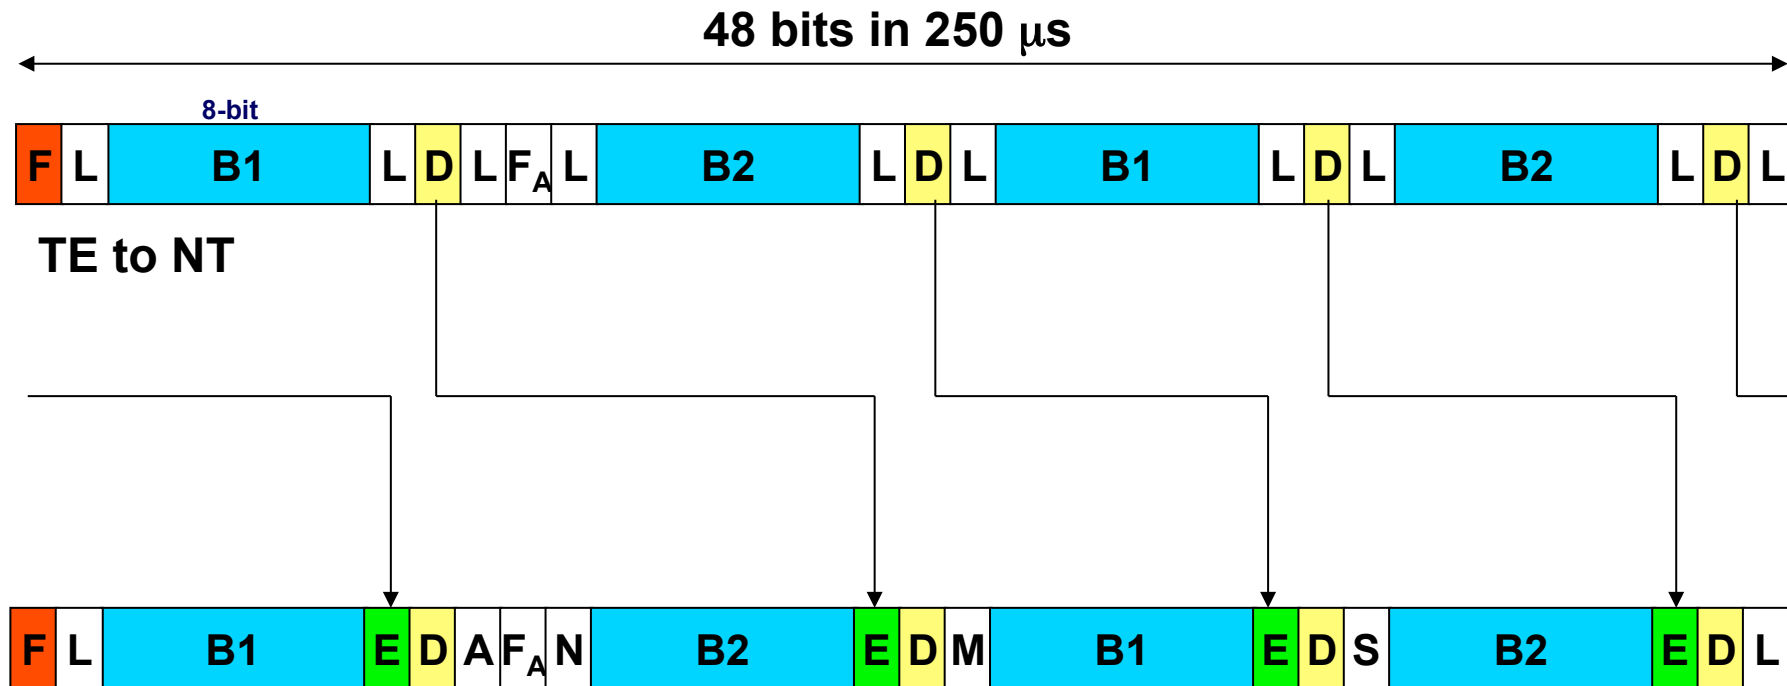 48 bits in 250 μs
8-bit
F L B1 L D L FA L B2 L D L B1 L D L B2 L D L
TE to NT
F L B1 E D A FA N B2 E D M B1 E D S B2 E D L